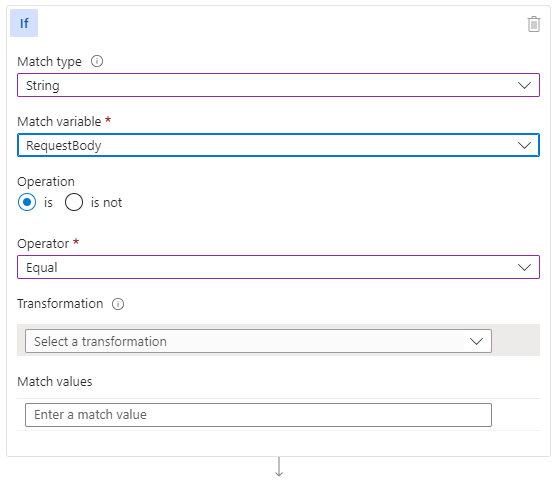 If
Match type
String
Match variable *
RequestBody
Operation
is is not
Operator *
Equal
Transformation
Select a transformation
Match values
Enter a match value